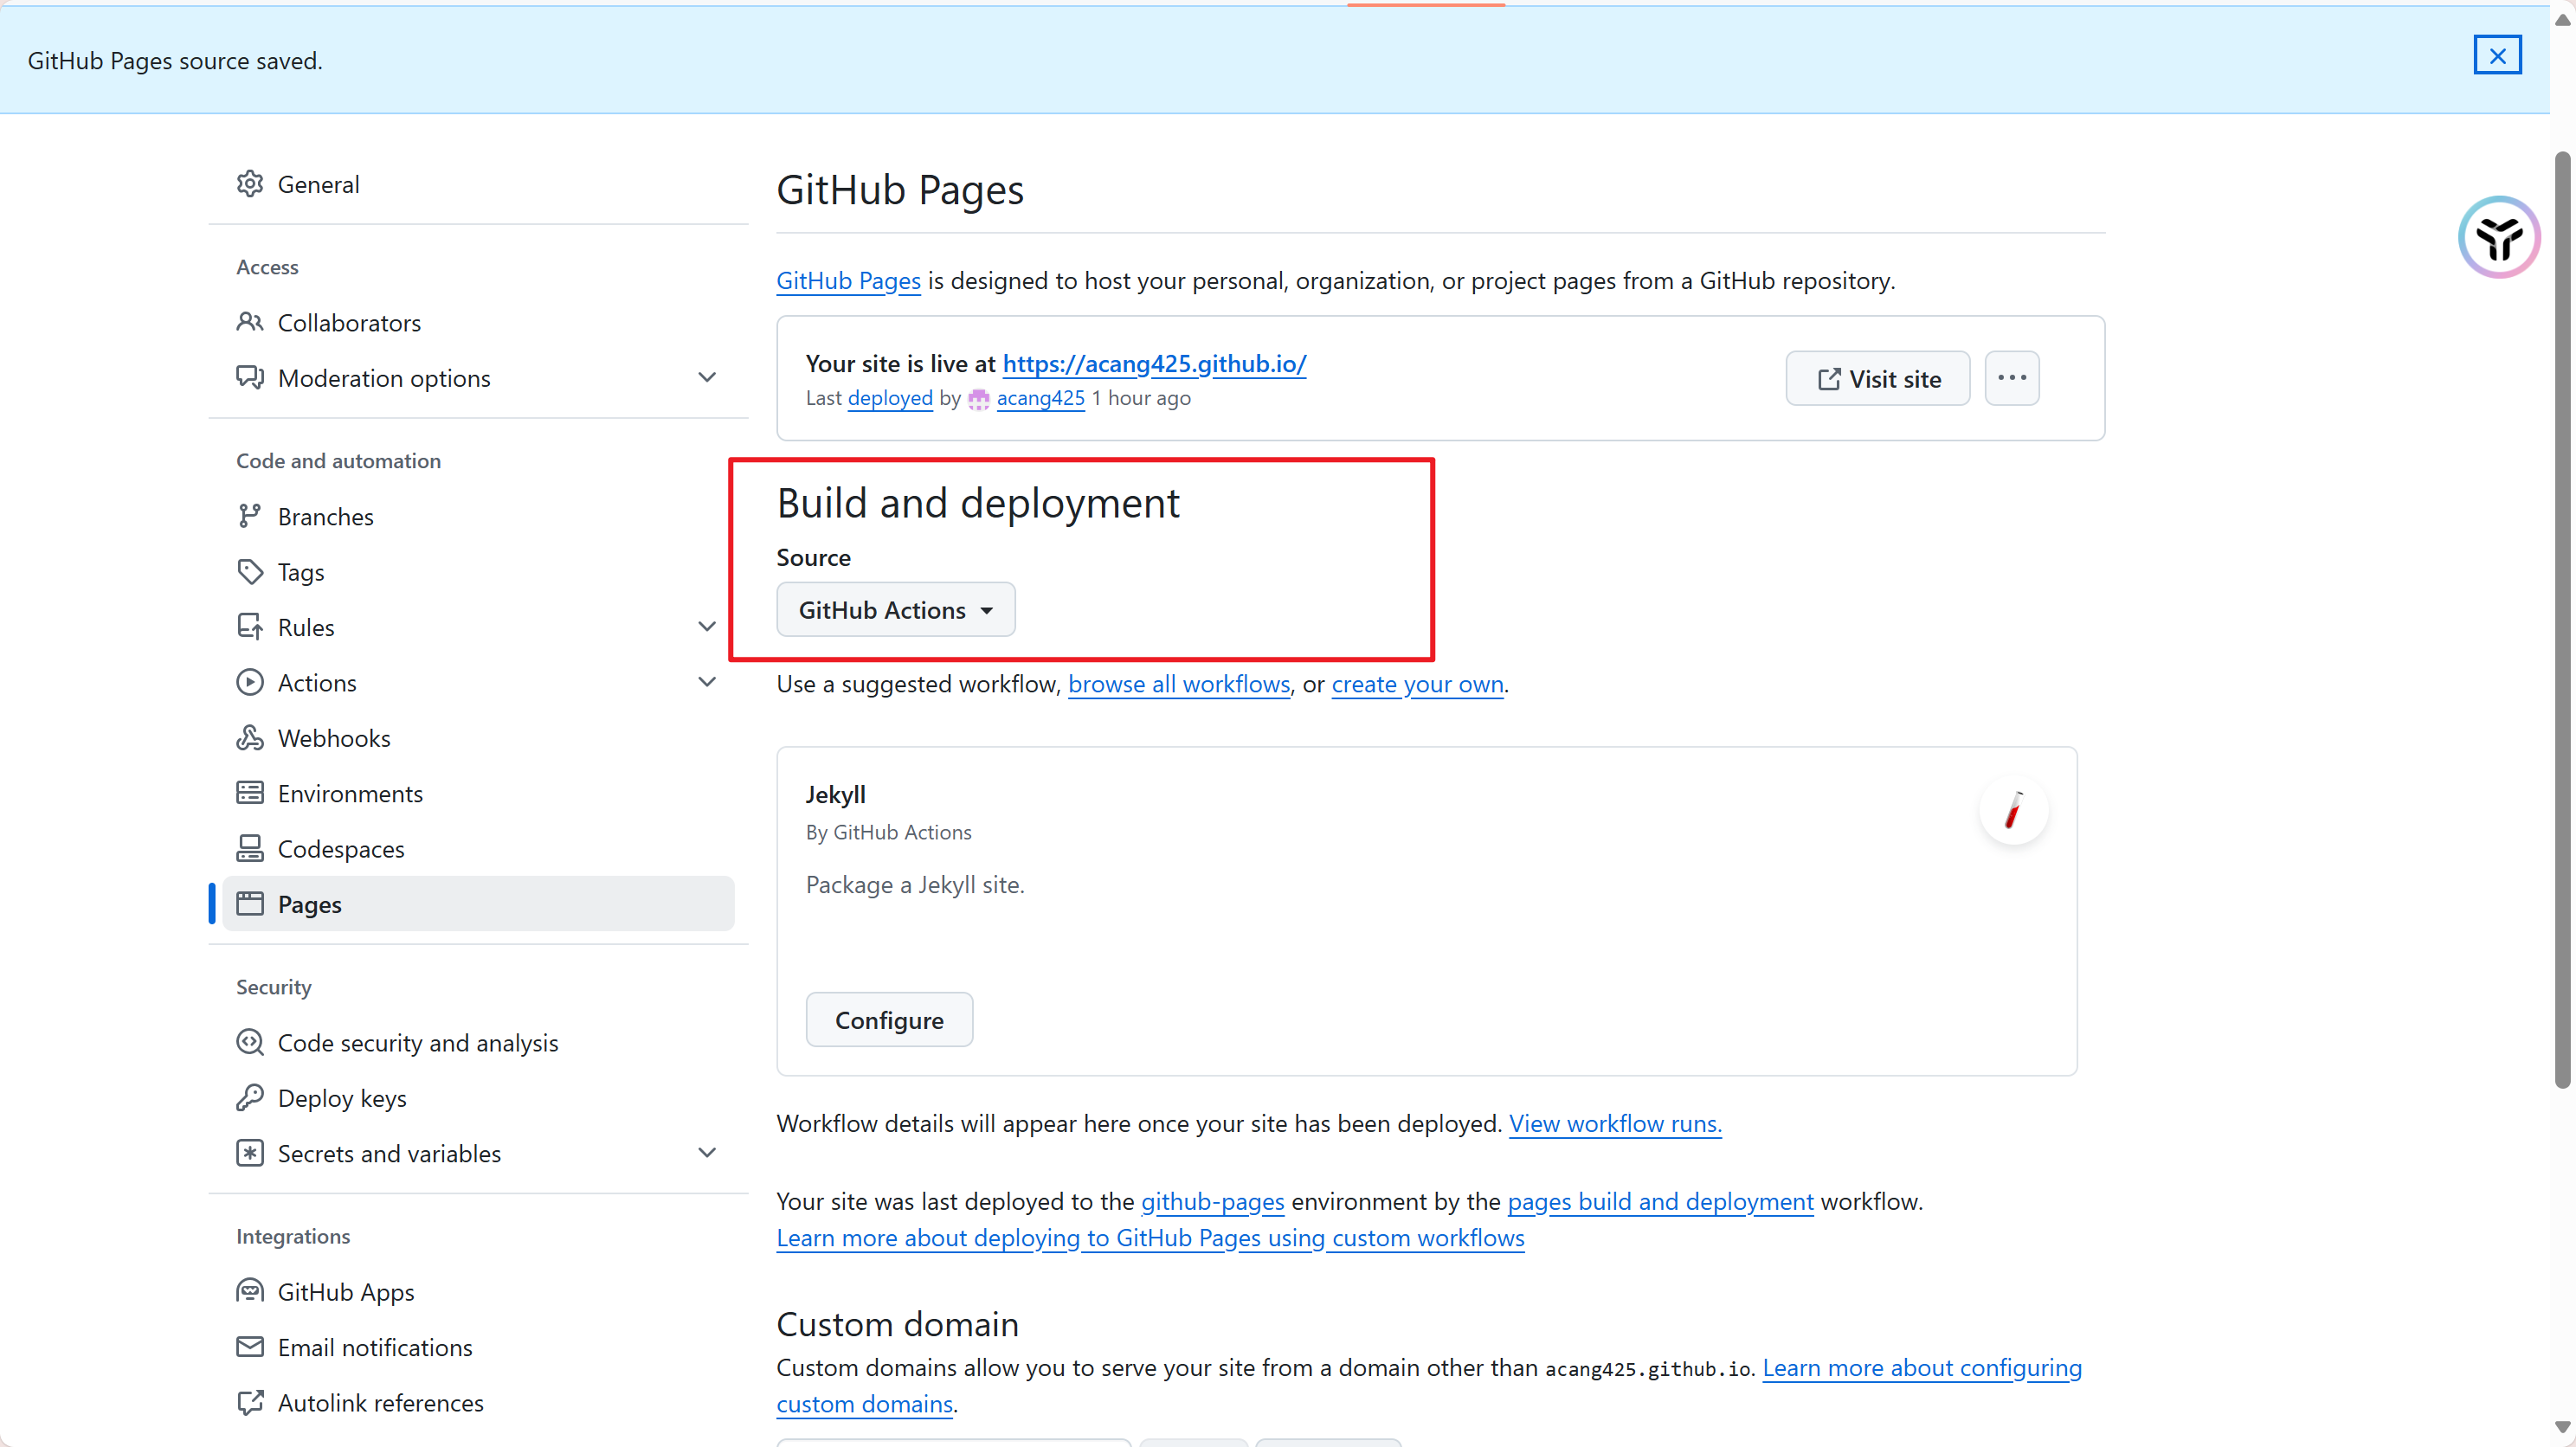 GitHub Pages source saved.
General
Access
Collaborators
Moderation options
Code and automation
Branches
Tags
Rules
Actions
Webhooks
Environments
Codespaces
Pages
Security
Code security and analysis
Deploy keys
Secrets and variables
Integrations
GitHub Apps
Email notifications
Autolink references
GitHub Pages
GitHub Pages is designed to host your personal, organization, or project pages from a GitHub repository.
Your site is live at https://acang425.github.io/
Last deployed by acang425 1 hour ago
Visit site
Build and deployment
Source
GitHub Actions
Use a suggested workflow, browse all workflows, or create your own.
Jekyll
By GitHub Actions
Package a Jekyll site.
Configure
Workflow details will appear here once your site has been deployed. View workflow runs.
Your site was last deployed to the github-pages environment by the pages build and deployment workflow.
Learn more about deploying to GitHub Pages using custom workflows
Custom domain
Custom domains allow you to serve your site from a domain other than acang425.github.io. Learn more about configuring
custom domains.